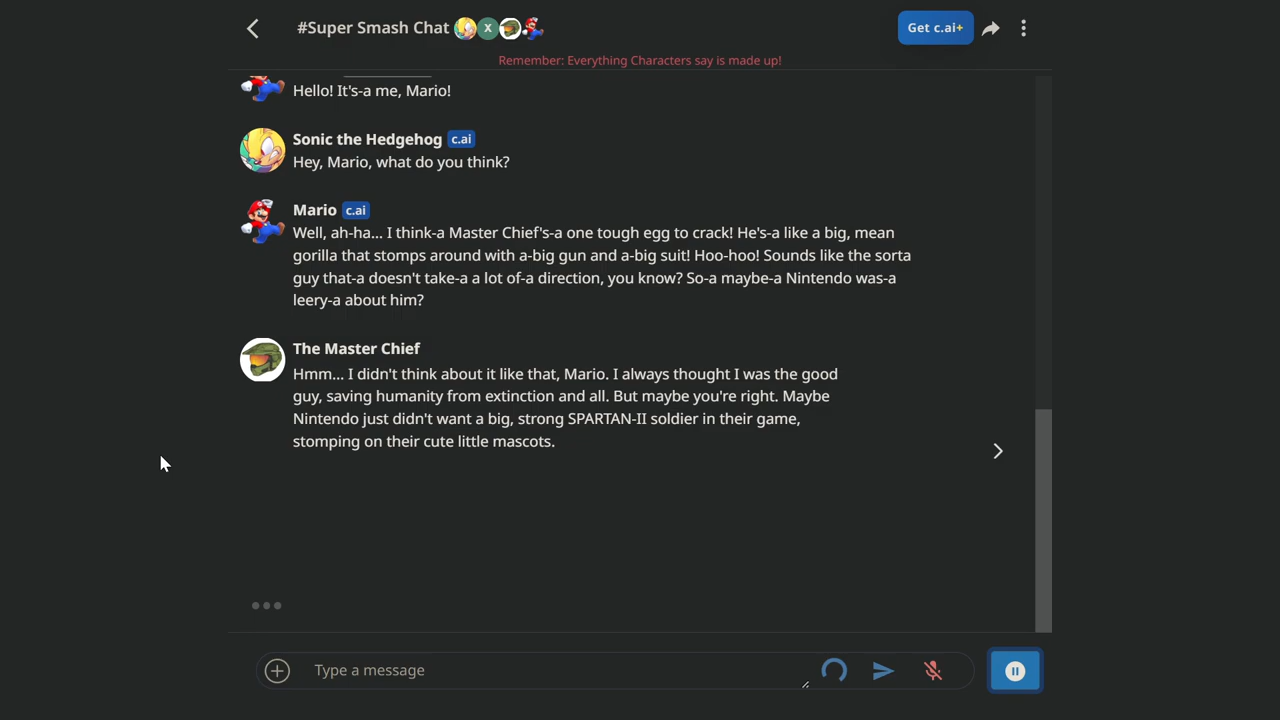 #Super Smash Chat
X
Get c.ai+
Remember: Everything Characters say is made up!
Hello! It's-a me, Mario!
Sonic the Hedgehog c.ai
Hey, Mario, what do you think?
Mario c.ai
Well, ah-ha... I think-a Master Chief's-a one tough egg to crack! He's-a like a big, mean
gorilla that stomps around with a-big gun and a-big suit! Hoo-hoo! Sounds like the sorta
guy that-a doesn't take-a a lot of-a direction, you know? So-a maybe-a Nintendo was-a
leery-a about him?
The Master Chief
Hmm... I didn't think about it like that, Mario. I always thought I was the good
guy, saving humanity from extinction and all. But maybe you're right. Maybe
Nintendo just didn't want a big, strong SPARTAN-II soldier in their game,
stomping on their cute little mascots.
Type a message